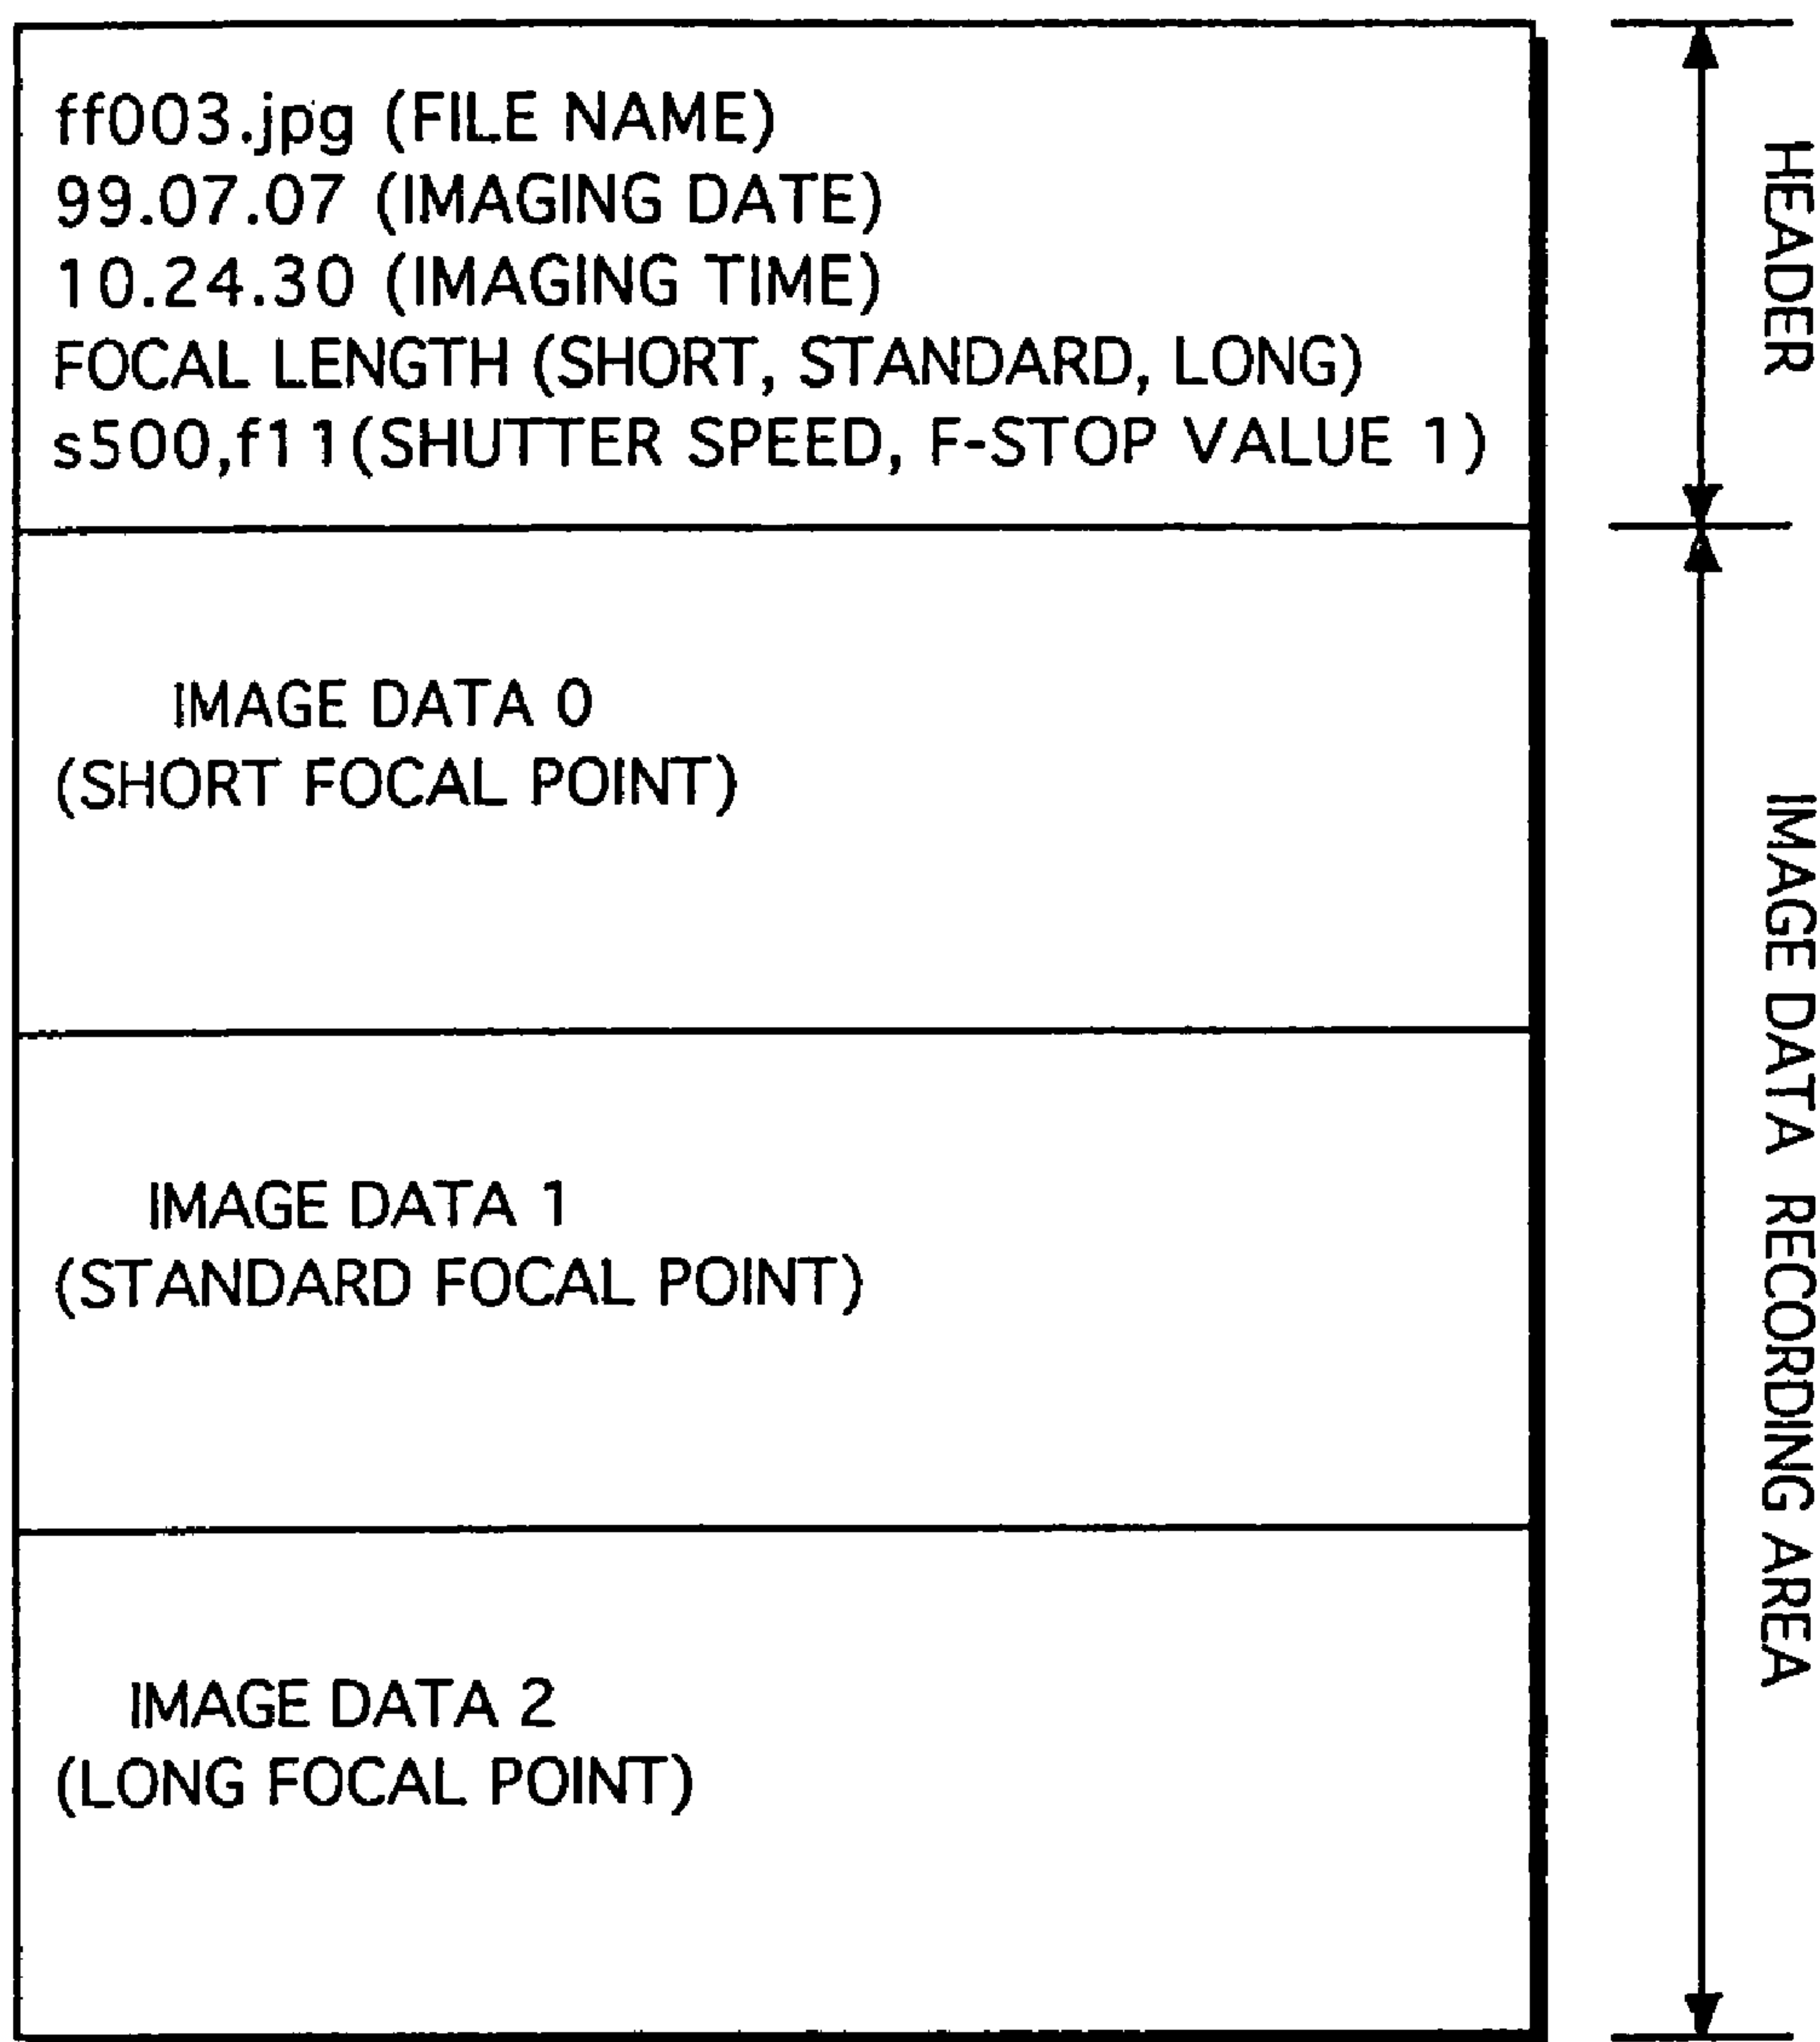 ff003.jpg (FILE NAME)
99.07.07 (IMAGING DATE)
10.24.30 (IMAGING TIME)
FOCAL LENGTH (SHORT, STANDARD, LONG)
s500,f11(SHUTTER SPEED, F-STOP VALUE 1)
HEADER
IMAGE DATA 0
(SHORT FOCAL POINT)
IMAGE DATA 1
(STANDARD FOCAL POINT)
IMAGE DATA 2
(LONG FOCAL POINT)
IMAGE DATA RECORDING AREA